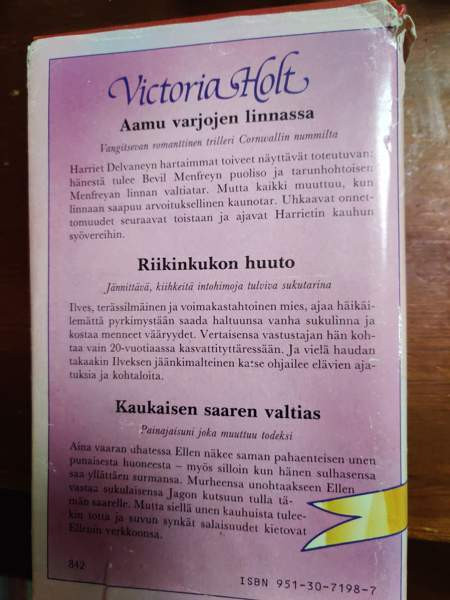 Victoria Holt
Aamu varjojen linnassa
Vangitsevan romanttinen trilleri Cornwallin nummilta
Harriet Delvaneyn hartaimmat toiveet näyttävät toteutuvan:
hänestä tulee Bevil Menfreyn puoliso ja tarunhohtoisen
Menfreyan linnan valtiatar. Mutta kaikki muuttuu, kun
linnaan saapuu arvoituksellinen kaunotar. Uhkaavat onnet-
tomuudet seuraavat toistaan ja ajavat Harrietin kauhun
syövereihin.
Riikinkukon huuto
Jännittävä, kiihkeitä intohimoja tulviva sukutarina
Ilves, terässilmäinen ja voimakastahtoinen mies, ajaa häikäi-
lemättä pyrkimystään saada haltuunsa vanha sukulinna ja
kostaa menneet vääryydet. Vertaisensa vastustajan hän koh-
taa vain 20-vuotiaassa kasvattityttäressään. Ja vielä haudan
takaakin Ilveksen jäänkimalteinen katse ohjailee elävien aja-
tuksia ja kohtaloita.
Kaukaisen saaren valtias
Painajaisuni joka muuttuu todeksi
Aina vaaran uhatessa Ellen näkee saman pahaenteisen unen
punaisesta huoneesta – myös silloin kun hänen sulhasensa
saa yllättäen surmansa. Murheensa unohtaakseen Ellen
vastaa sukulaisensa Jagon kutsuun tulla tä-
män saarelle. Mutta siellä unen kauhuista tulee-
kin totta ja suvun synkät salaisuudet kietovat
Ellenin verkkoonsa.
842
ISBN 951-30-7198-7